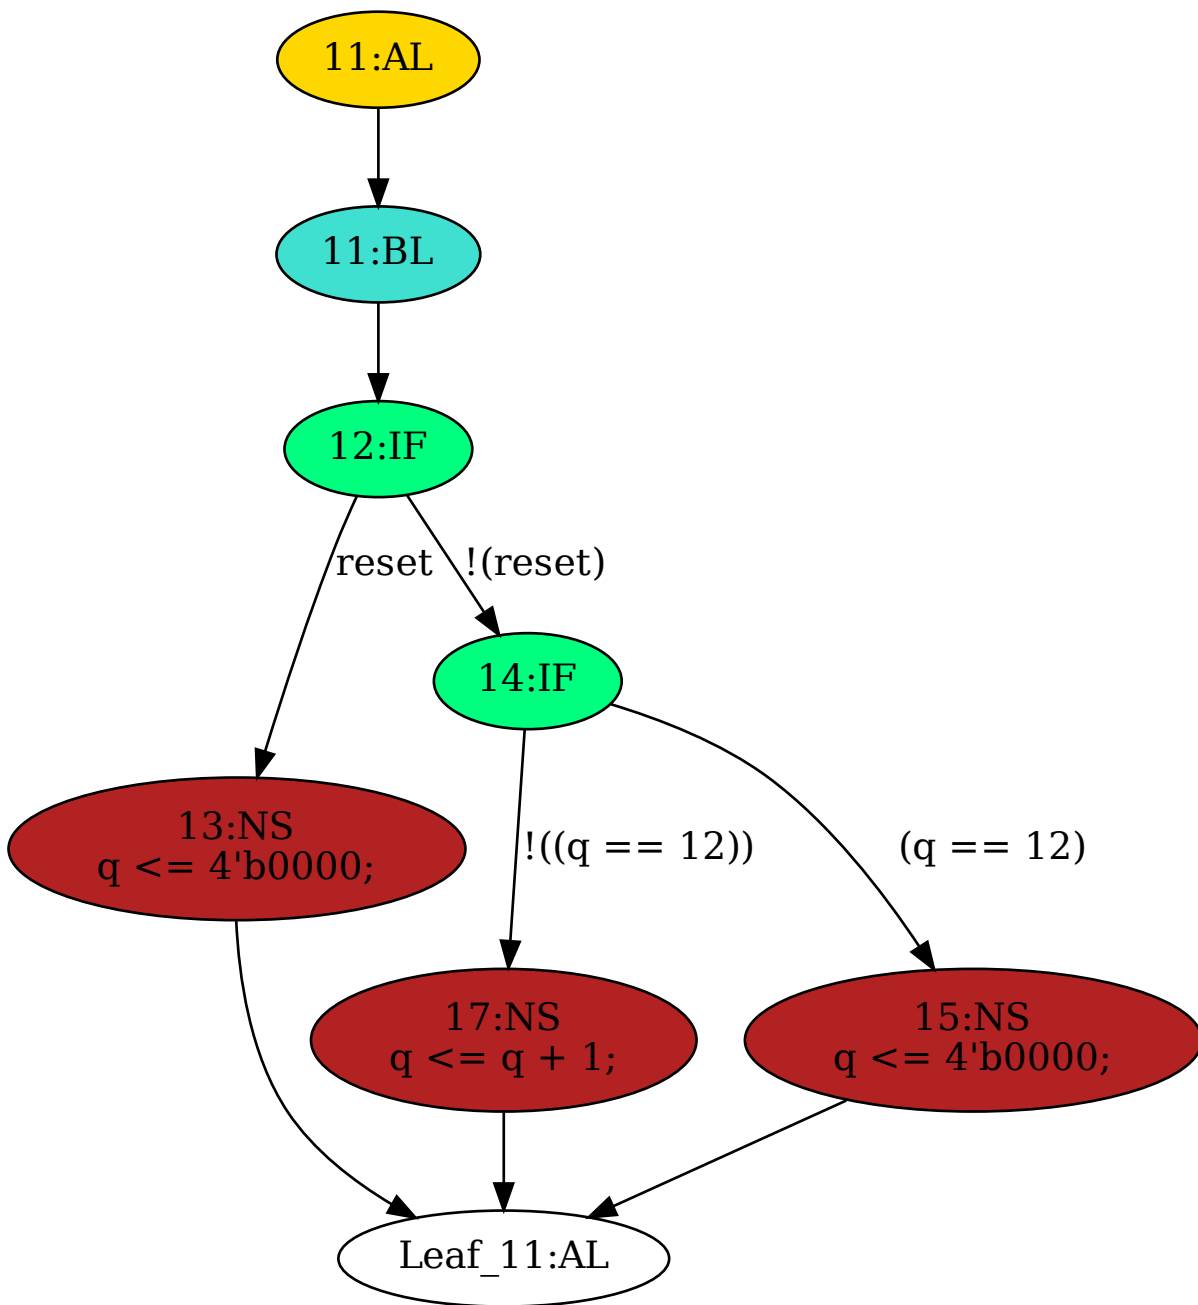 11:AL
11:BL
12:IF
reset
!(reset)
14:IF
13:NS
q <= 4'b0000;
!((q == 12))
(q == 12)
17:NS
q <= q + 1;
15:NS
q <= 4'b0000;
Leaf_11:AL